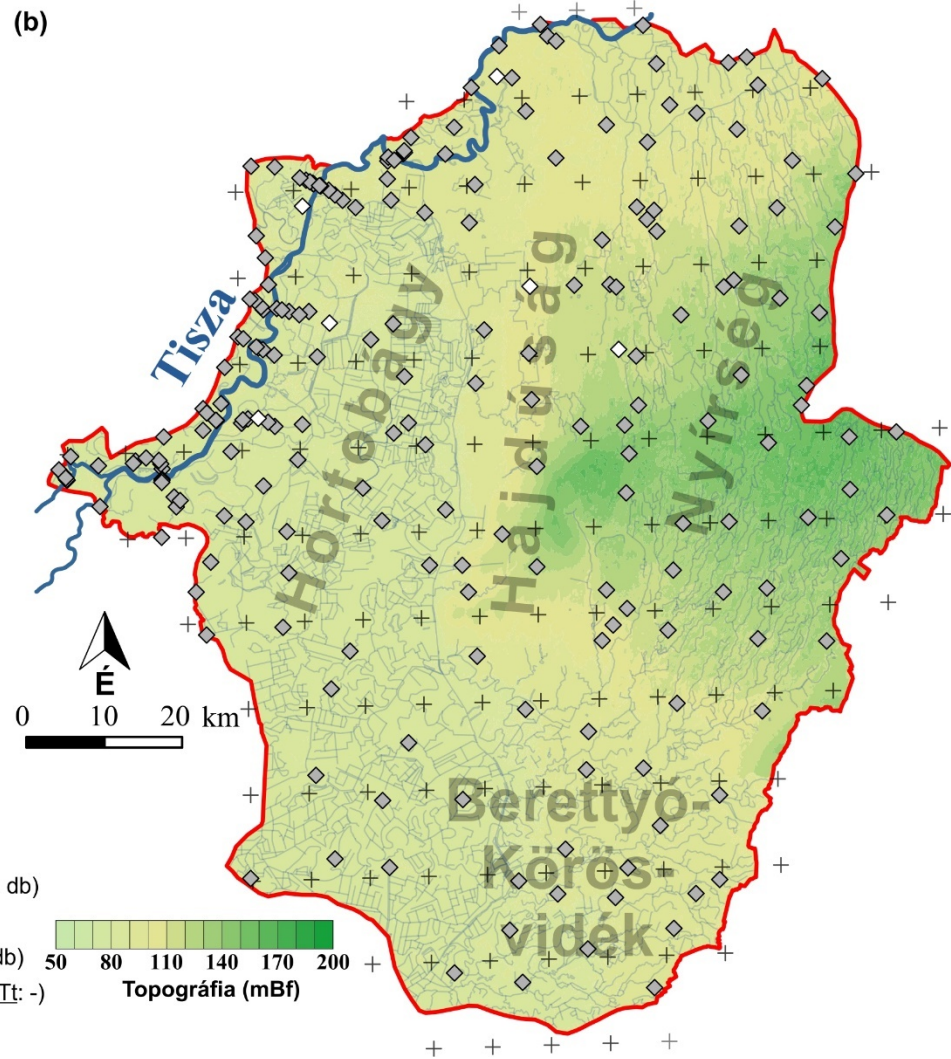 (b)
Tisza
Hortobágy
Hajdúság
Nyírség
É
0 10 20 km
Berettyó-
Körös-
vidék
db)
db)
Tt: -)
50 80 110 140 170 200
Topográfia (mBf)